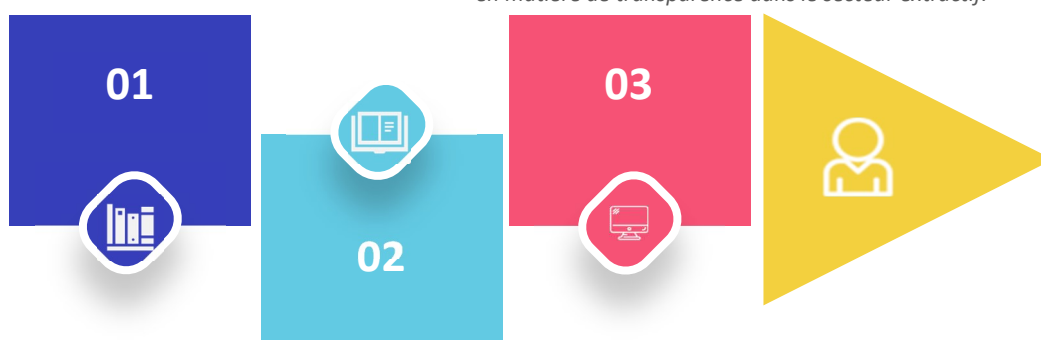 en matière de transparence dans le secteur extractif.
01
03
02